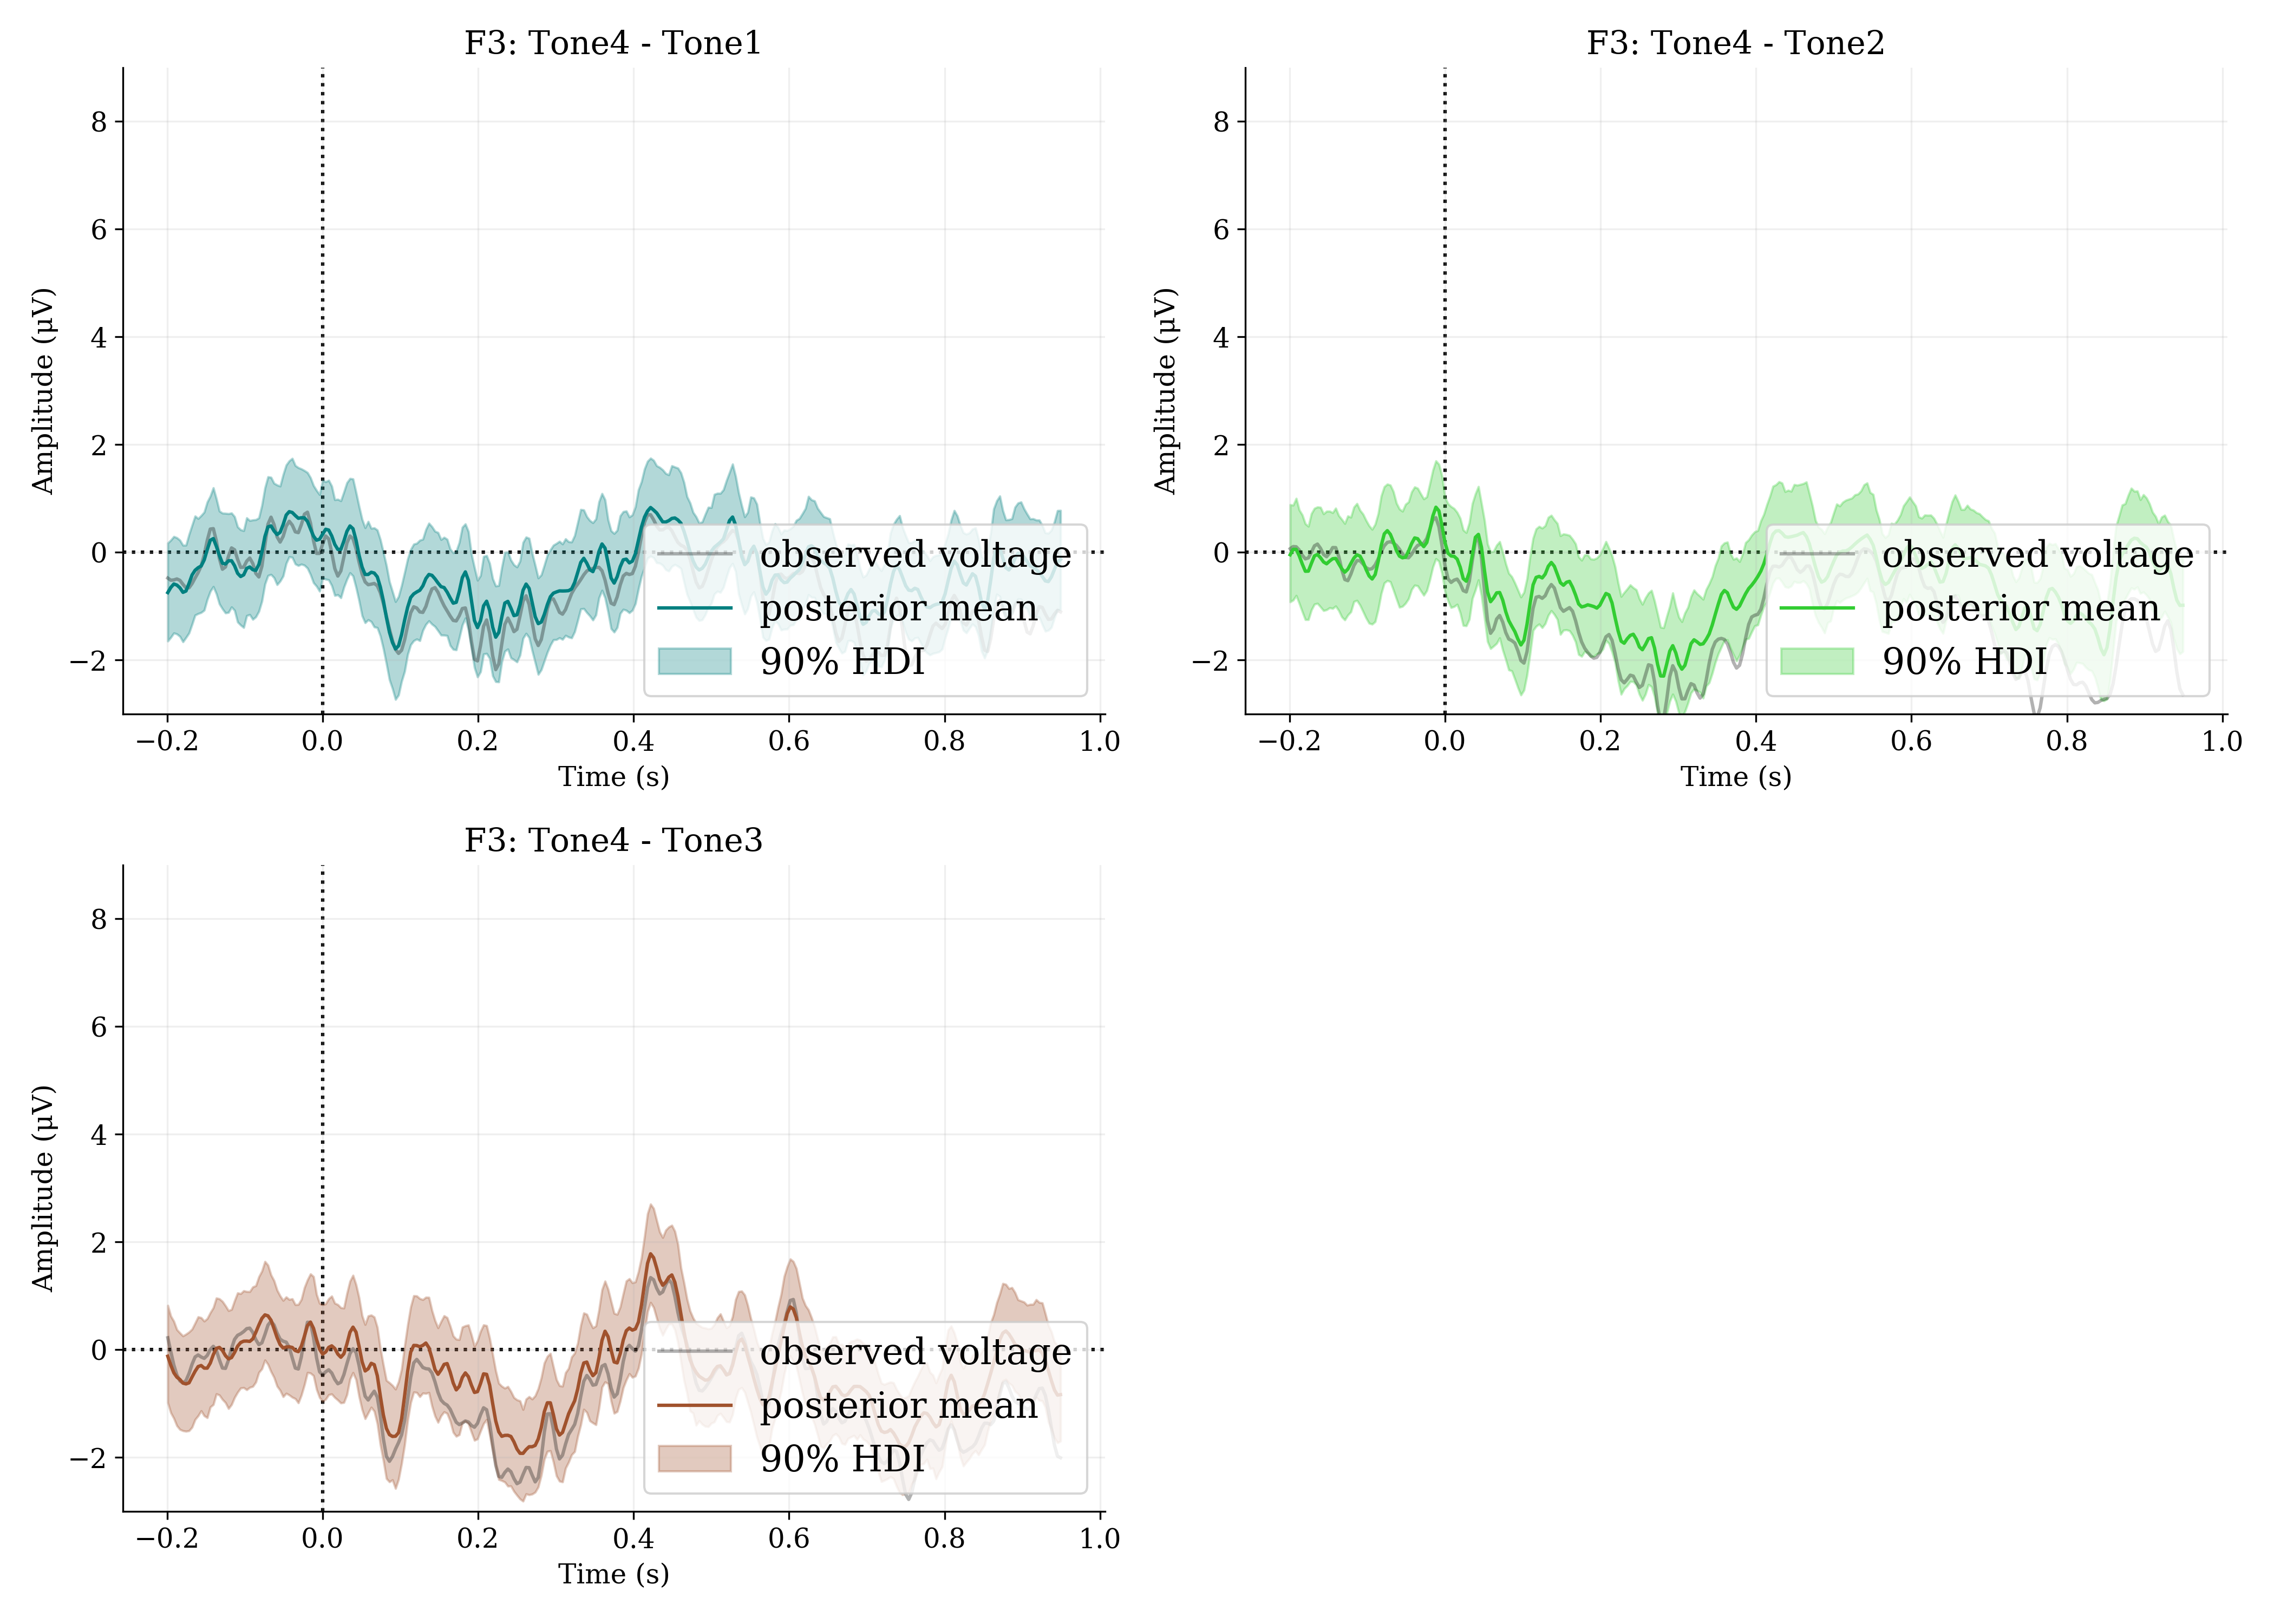 F3: Tone4 - Tone1
Amplitude (µV)
8
6
4
2
0
−2
observed voltage
posterior mean
90% HDI
−0.2 0.0 0.2 0.4 0.6 0.8 1.0
Time (s)
F3: Tone4 - Tone2
Amplitude (µV)
8
6
4
2
0
−2
observed voltage
posterior mean
90% HDI
−0.2 0.0 0.2 0.4 0.6 0.8 1.0
Time (s)
F3: Tone4 - Tone3
Amplitude (µV)
8
6
4
2
0
−2
observed voltage
posterior mean
90% HDI
−0.2 0.0 0.2 0.4 0.6 0.8 1.0
Time (s)